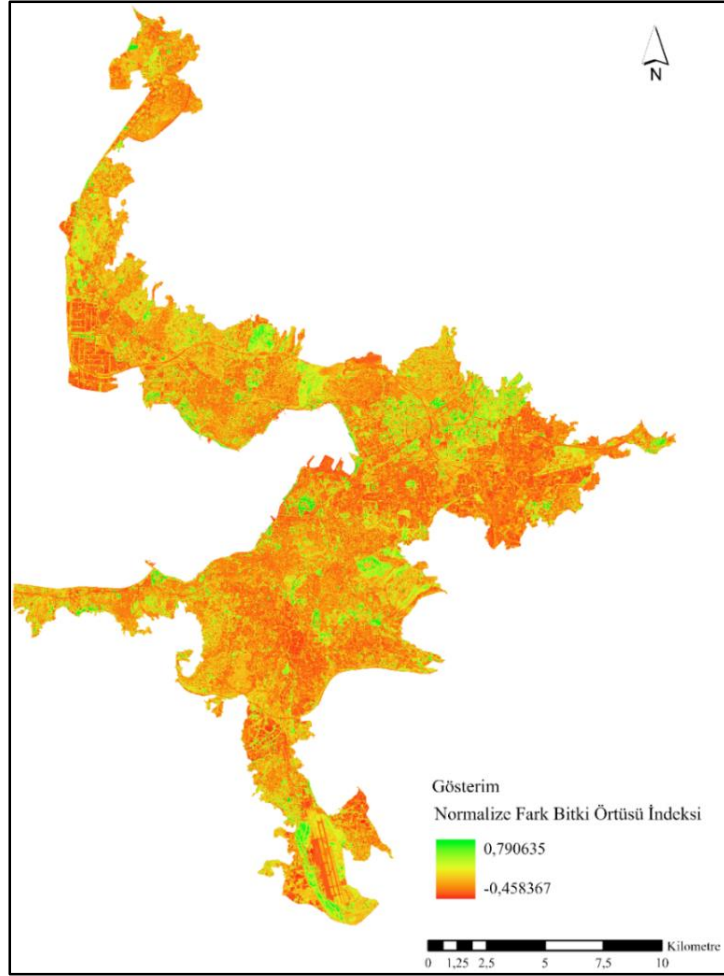 N
Gösterim
Normalize Fark Bitki Örtüsü İndeksi
0,790635
-0,458367
Kilometre
0 1,25 2,5 5 7,5 10